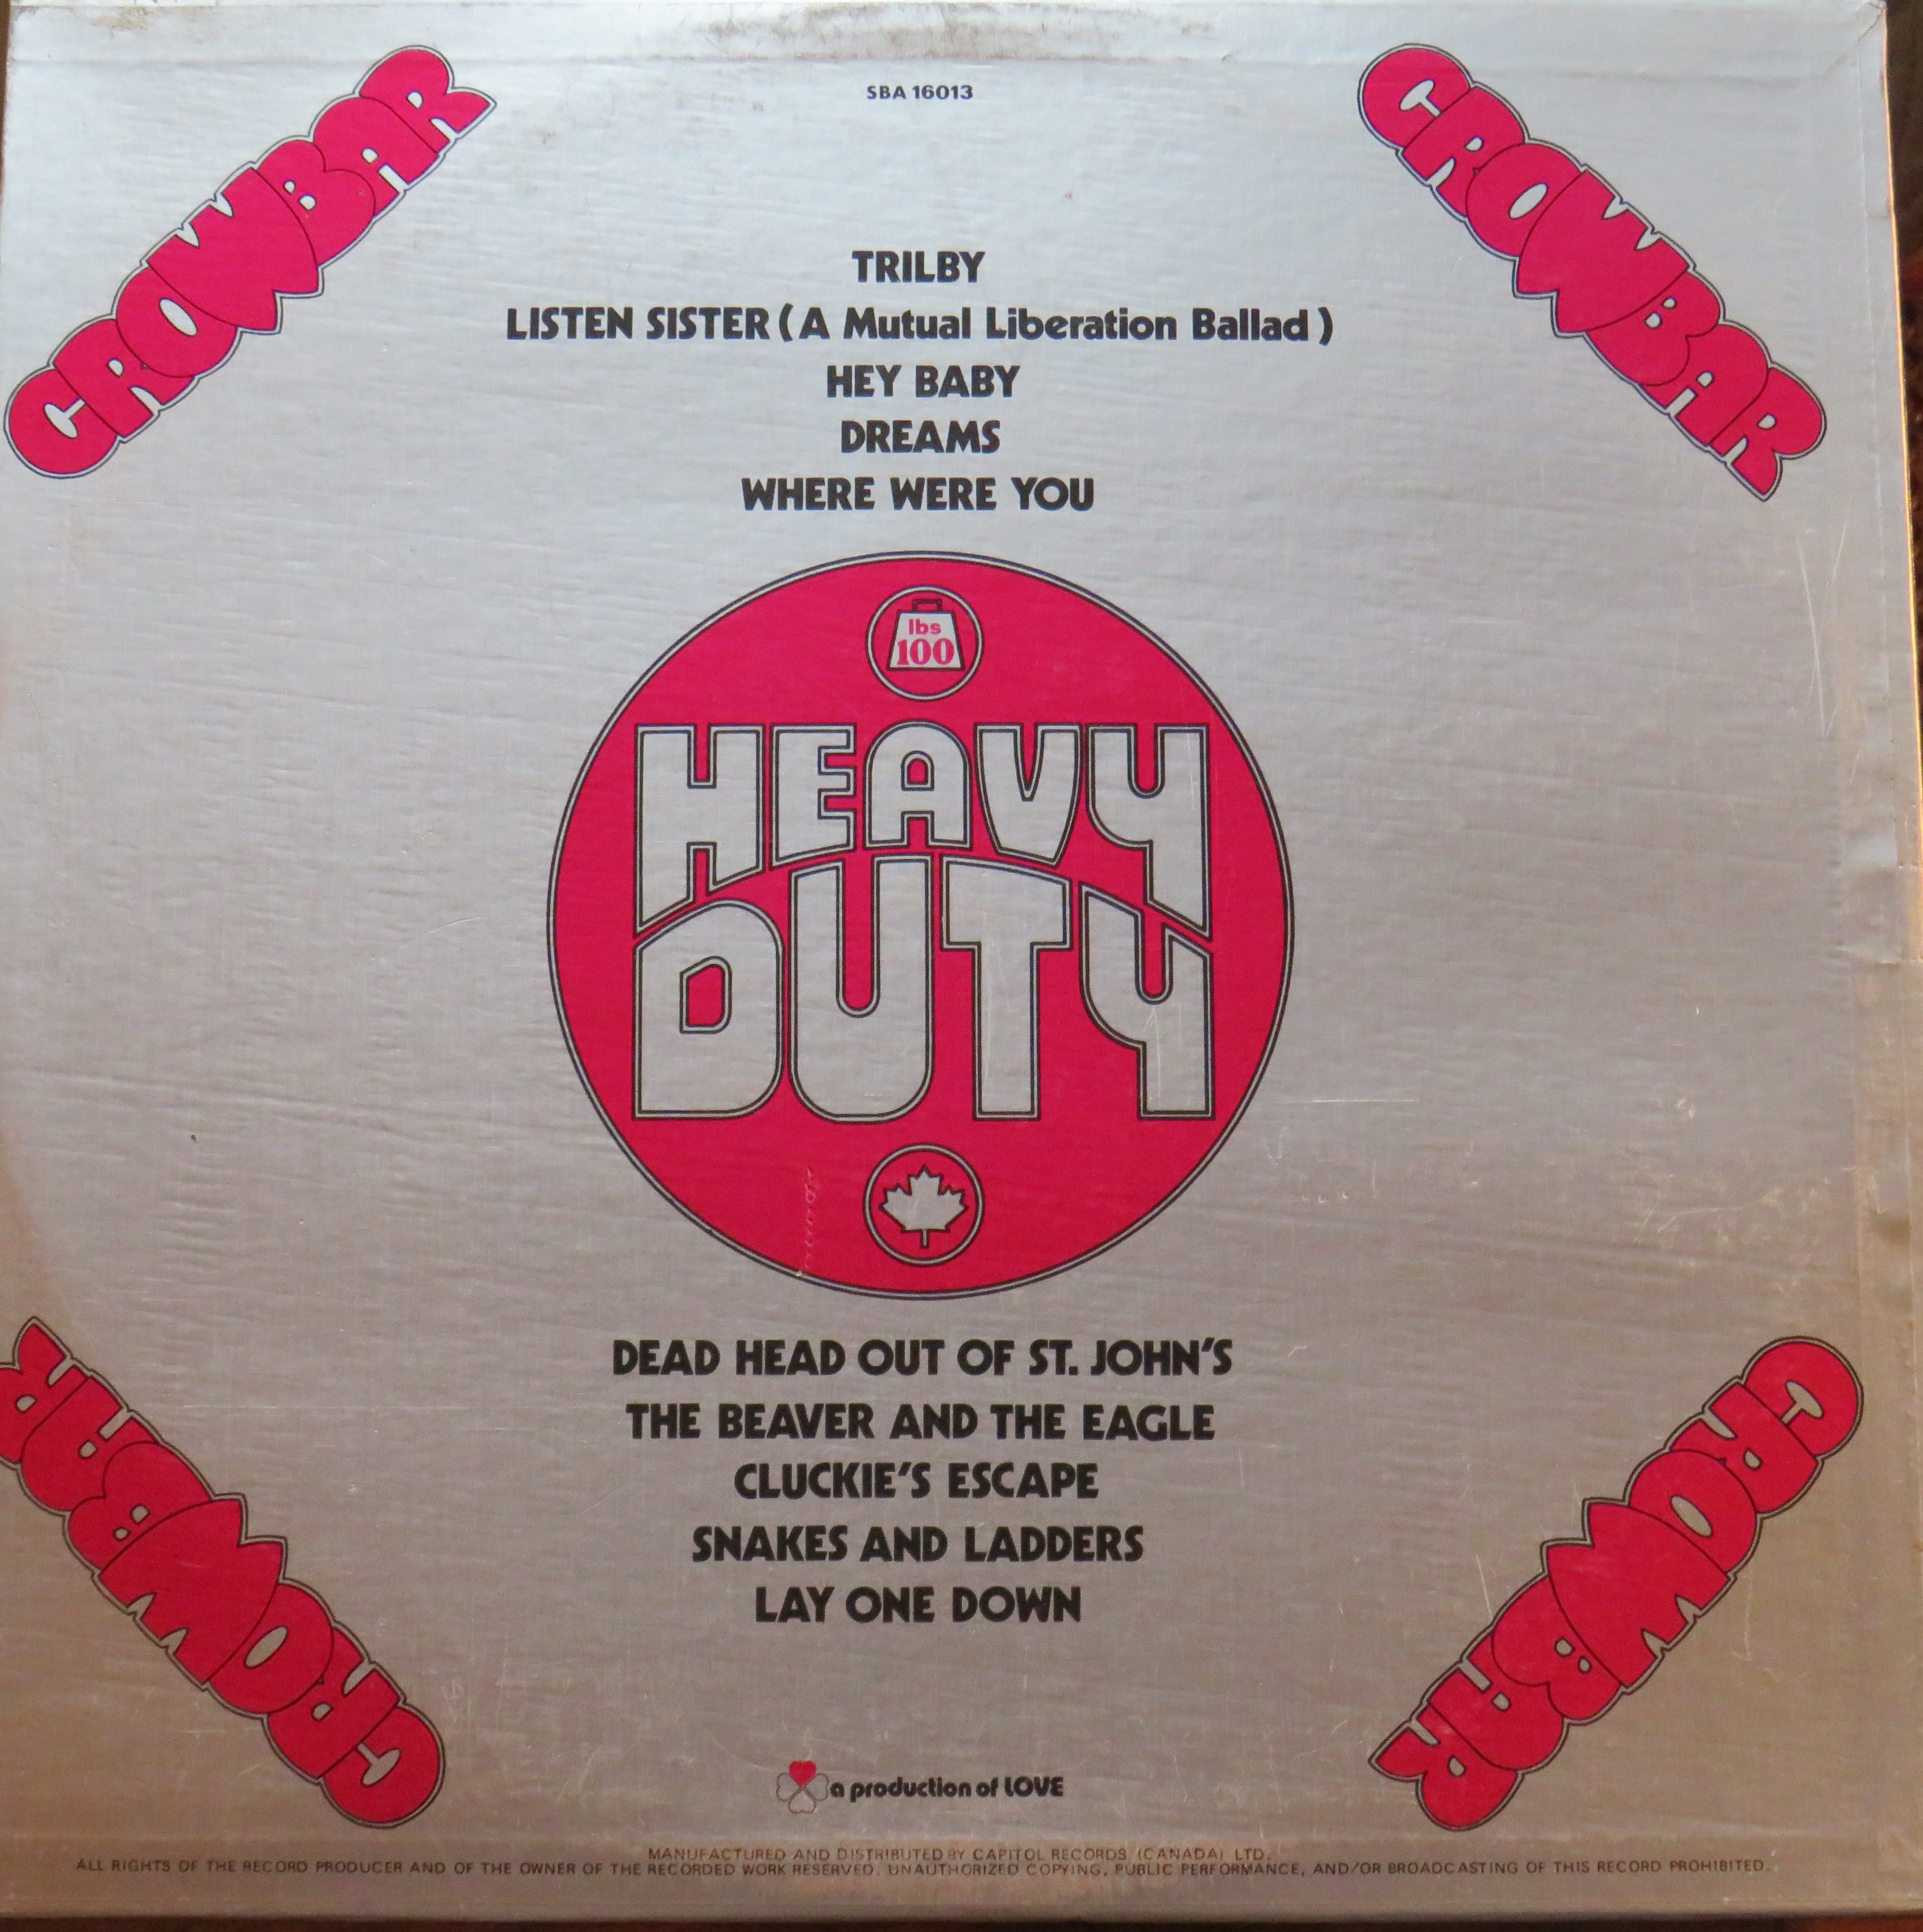 CROWBAR
SBA 16013
CROWBAR
TRILBY
LISTEN SISTER (A Mutual Liberation Ballad)
HEY BABY
DREAMS
WHERE WERE YOU
lbs
100
HEAVY
DUTY
DEAD HEAD OUT OF ST. JOHN'S
THE BEAVER AND THE EAGLE
CLUCKIE'S ESCAPE
SNAKES AND LADDERS
LAY ONE DOWN
CROWBAR
CROWBAR
a production of LOVE
MANUFACTURED AND DISTRIBUTED BY CAPITOL RECORDS (CANADA) LTD.
ALL RIGHTS OF THE RECORD PRODUCER AND OF THE OWNER OF THE RECORDED WORK RESERVED. UNAUTHORIZED COPYING, PUBLIC PERFORMANCE, AND/OR BROADCASTING OF THIS RECORD PROHIBITED.